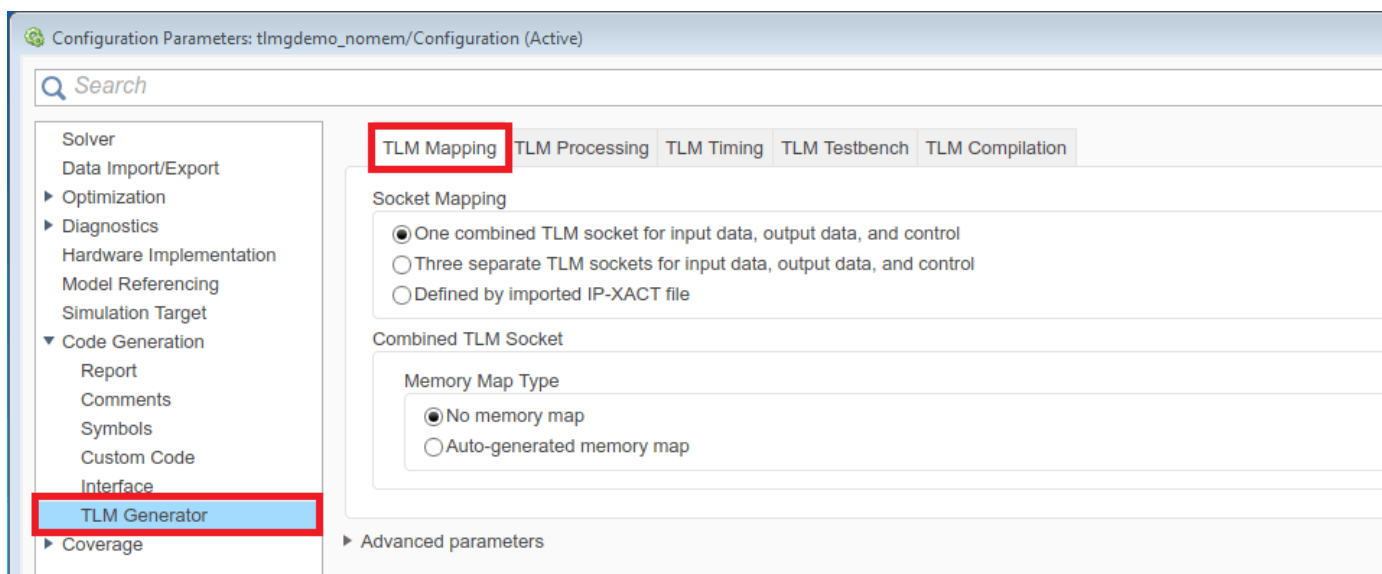 Configuration Parameters: tlmgdemo_nomem/Configuration (Active)
Search
Solver
Data Import/Export
Optimization
Diagnostics
Hardware Implementation
Model Referencing
Simulation Target
Code Generation
Report
Comments
Symbols
Custom Code
Interface
TLM Generator
Coverage
TLM Mapping TLM Processing TLM Timing TLM Testbench TLM Compilation
Socket Mapping
One combined TLM socket for input data, output data, and control
Three separate TLM sockets for input data, output data, and control
Defined by imported IP-XACT file
Combined TLM Socket
Memory Map Type
No memory map
Auto-generated memory map
Advanced parameters